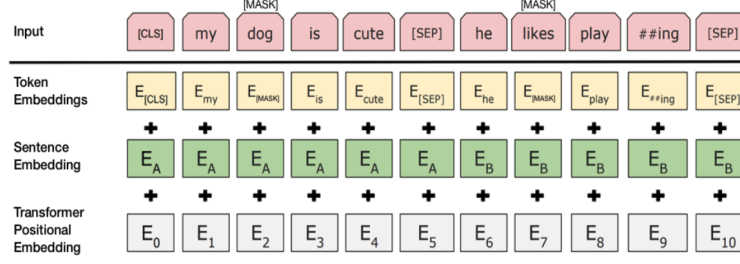 [MASK] [MASK]
Input [CLS] my dog is cute [SEP] he likes play ##ing [SEP]
Token
Embeddings
E[CLS] Emy E[MASK] Eis Ecute E[SEP] Ehe E[MASK] Eplay E##ing E[SEP]
+ + + + + + + + + + +
Sentence
Embedding
EA EA EA EA EA EA EB EB EB EB EB
+ + + + + + + + + + +
Transformer
Positional
Embedding
E0 E1 E2 E3 E4 E5 E6 E7 E8 E9 E10